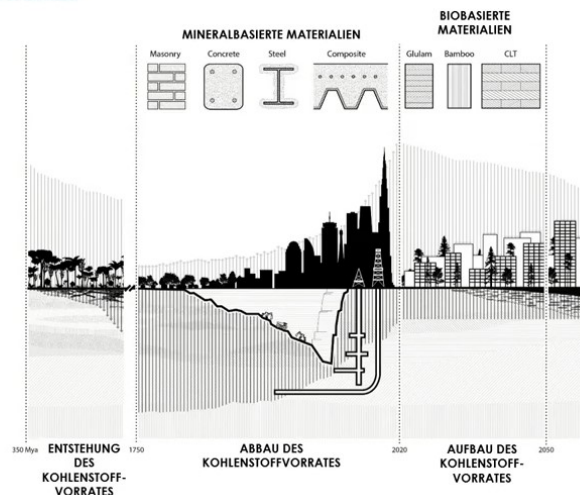 MINERALBASIERTE MATERIALIEN
BIOBASIERTE
MATERIALIEN
Masonry
Concrete
Steel
Composite
Glulam
Bamboo
CLT
350 Mya
1750
2020
2050
ENTSTEHUNG
DES
KOHLENSTOFF-
VORRATES
ABBAU DES
KOHLENSTOFFVORRATES
AUFBAU DES
KOHLENSTOFF-
VORRATES